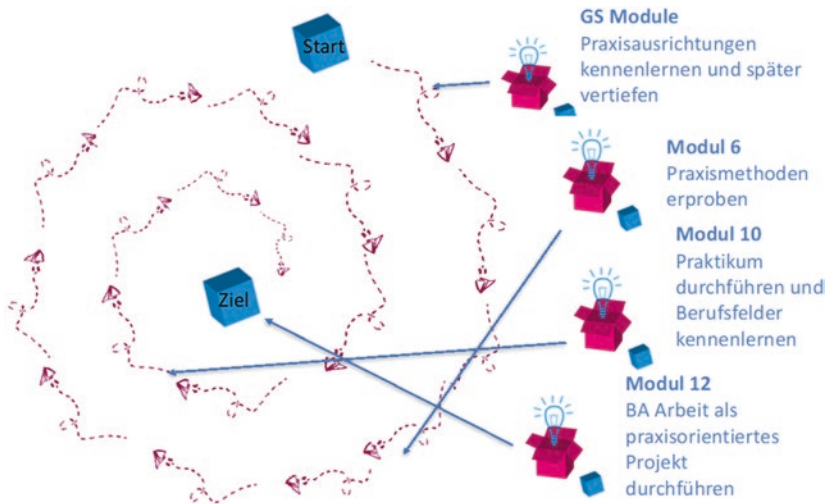 Start
GS Module
Praxisausrichtungen
kennenlernen und später
vertiefen
Modul 6
Praxismethoden
erproben
Modul 10
Praktikum
durchführen und
Berufsfelder
kennenlernen
Ziel
Modul 12
BA Arbeit als
praxisorientiertes
Projekt
durchführen